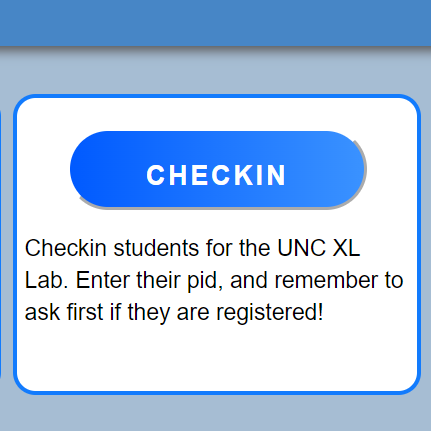 CHECKIN
Checkin students for the UNC XL
Lab. Enter their pid, and remember to
ask first if they are registered!